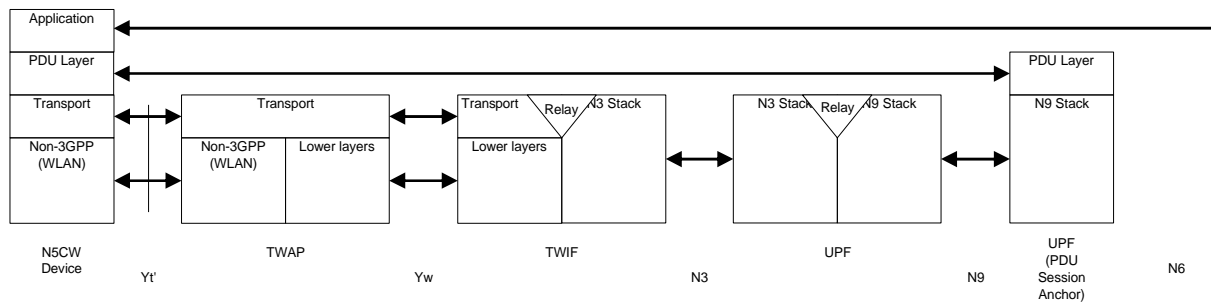 Application
PDU Layer
PDU Layer
Transport
Transport
Transport
Relay
N3 Stack
N3 Stack
Relay
N9 Stack
N9 Stack
Non-3GPP
(WLAN)
Non-3GPP
(WLAN)
Lower layers
Lower layers
N5CW
Device
Yt'
TWAP
Yw
TWIF
N3
UPF
N9
UPF
(PDU
Session
Anchor)
N6